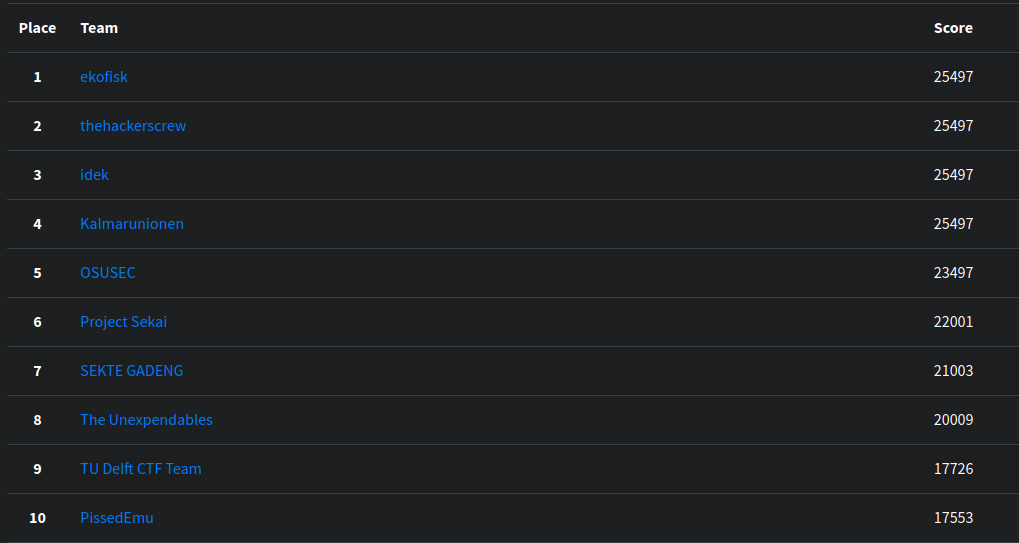 Place Team Score
1 ekofisk 25497
2 thehackerscrew 25497
3 idek 25497
4 Kalmarunionen 25497
5 OSUSEC 23497
6 Project Sekai 22001
7 SEKTE GADENG 21003
8 The Unexpendables 20009
9 TU Delft CTF Team 17726
10 PissedEmu 17553